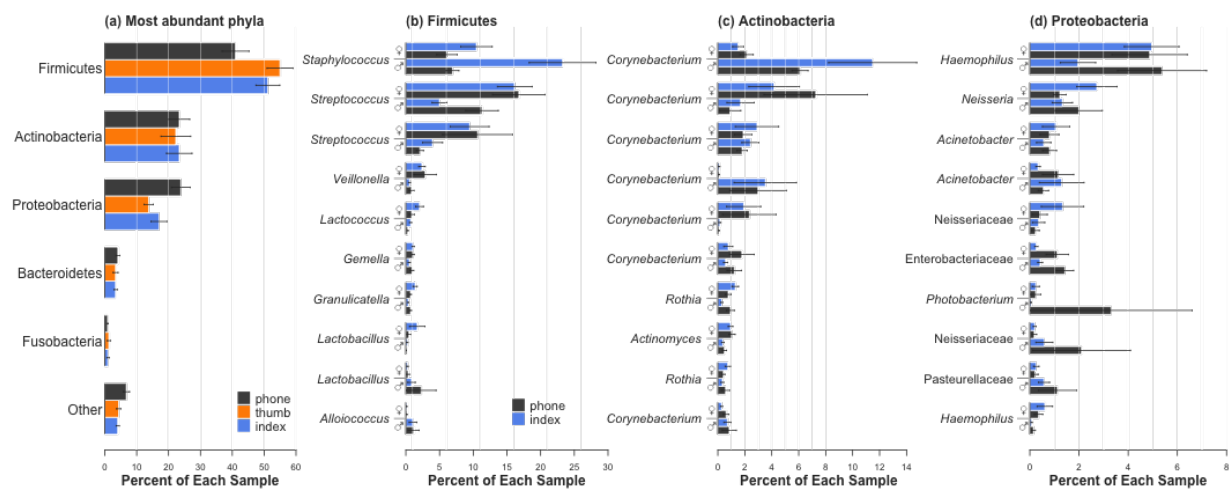 (a) Most abundant phyla
Firmicutes
Actinobacteria
Proteobacteria
Bacteroidetes
Fusobacteria
Other
phone
thumb
index
0 10 20 30 40 50 60
Percent of Each Sample
(b) Firmicutes
Staphylococcus ♀ ♂
Streptococcus ♀ ♂
Streptococcus ♀ ♂
Veillonella ♀ ♂
Lactococcus ♀ ♂
Gemella ♀ ♂
Granulicatella ♀ ♂
Lactobacillus ♀ ♂
Lactobacillus ♀ ♂
Alloiococcus ♀ ♂
phone
index
0 5 10 15 20 25 30
Percent of Each Sample
(c) Actinobacteria
Corynebacterium ♀ ♂
Corynebacterium ♀ ♂
Corynebacterium ♀ ♂
Corynebacterium ♀ ♂
Corynebacterium ♀ ♂
Corynebacterium ♀ ♂
Rothia ♀ ♂
Actinomyces ♀ ♂
Rothia ♀ ♂
Corynebacterium ♀ ♂
phone
index
0 2 4 6 8 10 12 14
Percent of Each Sample
(d) Proteobacteria
Haemophilus ♀ ♂
Neisseria ♀ ♂
Acinetobacter ♀ ♂
Acinetobacter ♀ ♂
Neisseriaceae ♀ ♂
Enterobacteriaceae ♀ ♂
Photobacterium ♀ ♂
Neisseriaceae ♀ ♂
Pasteurellaceae ♀ ♂
Haemophilus ♀ ♂
phone
index
0 2 4 6 8
Percent of Each Sample